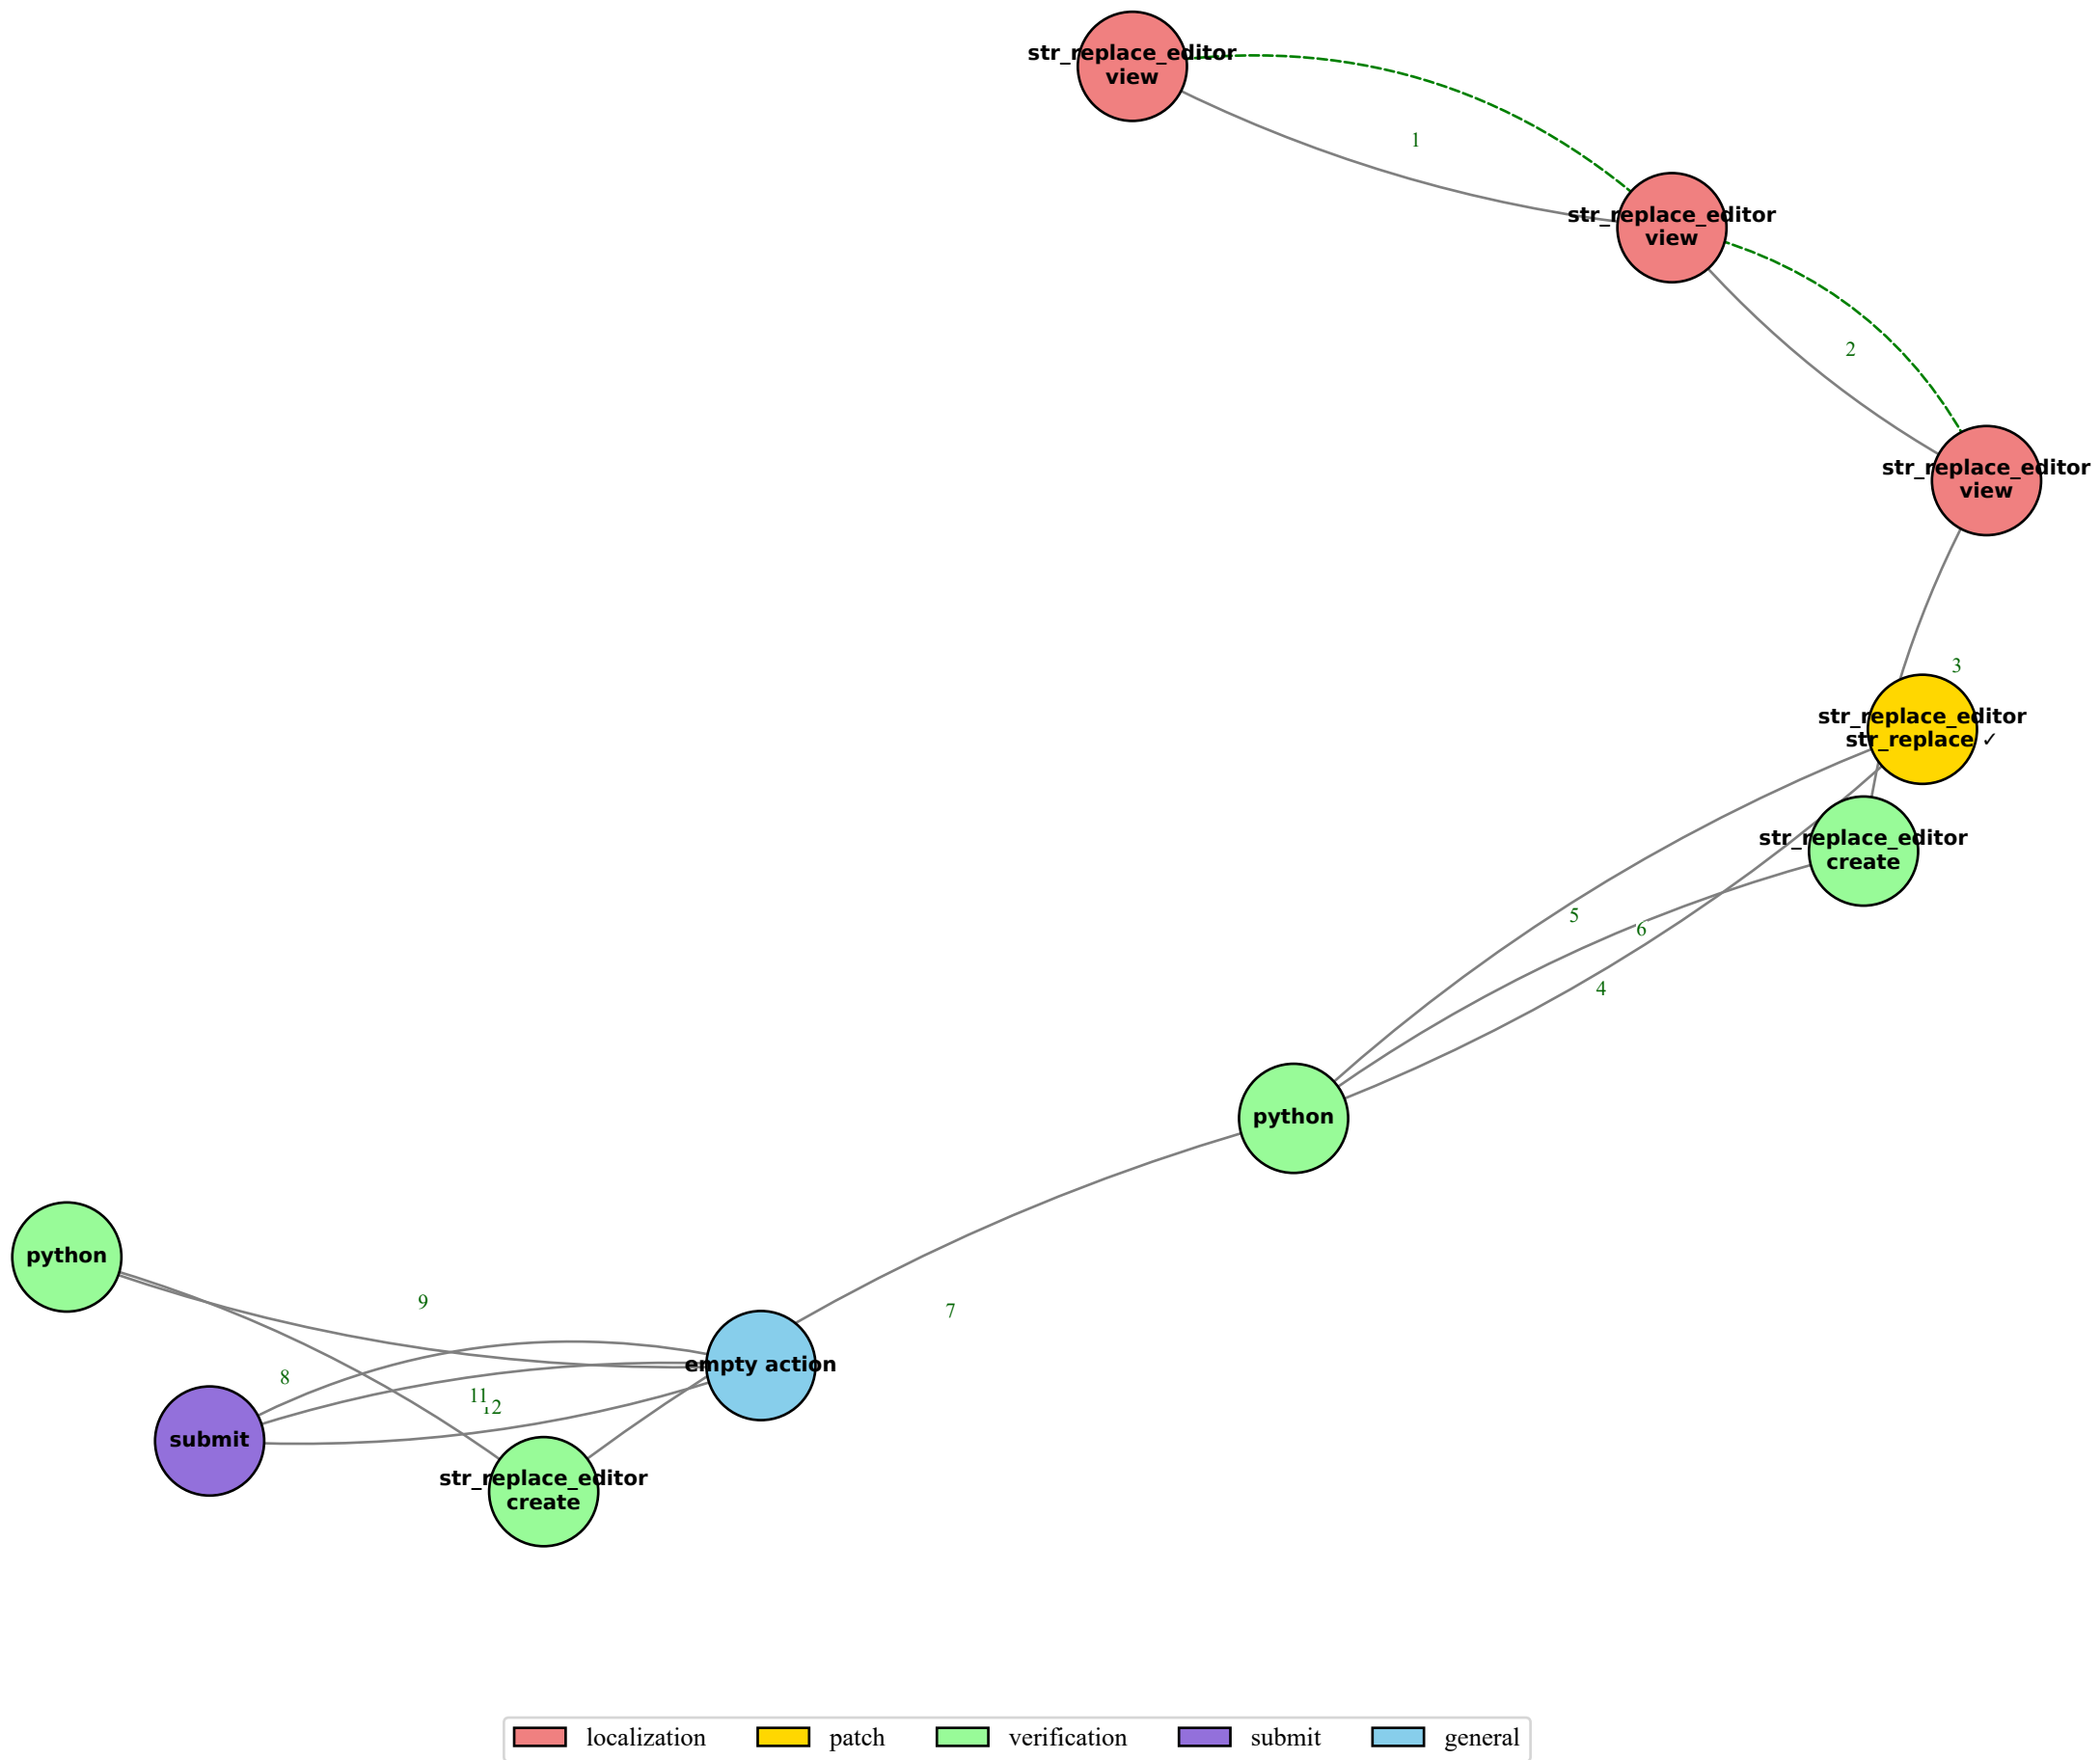 str_replace_editor
view
1
str_replace_editor
view
2
str_replace_editor
view
3
str_replace_editor
str_replace ✓
str_replace_editor
create
5
6
4
python
python
9
7
empty action
8
11
12
submit
str_replace_editor
create
localization
patch
verification
submit
general